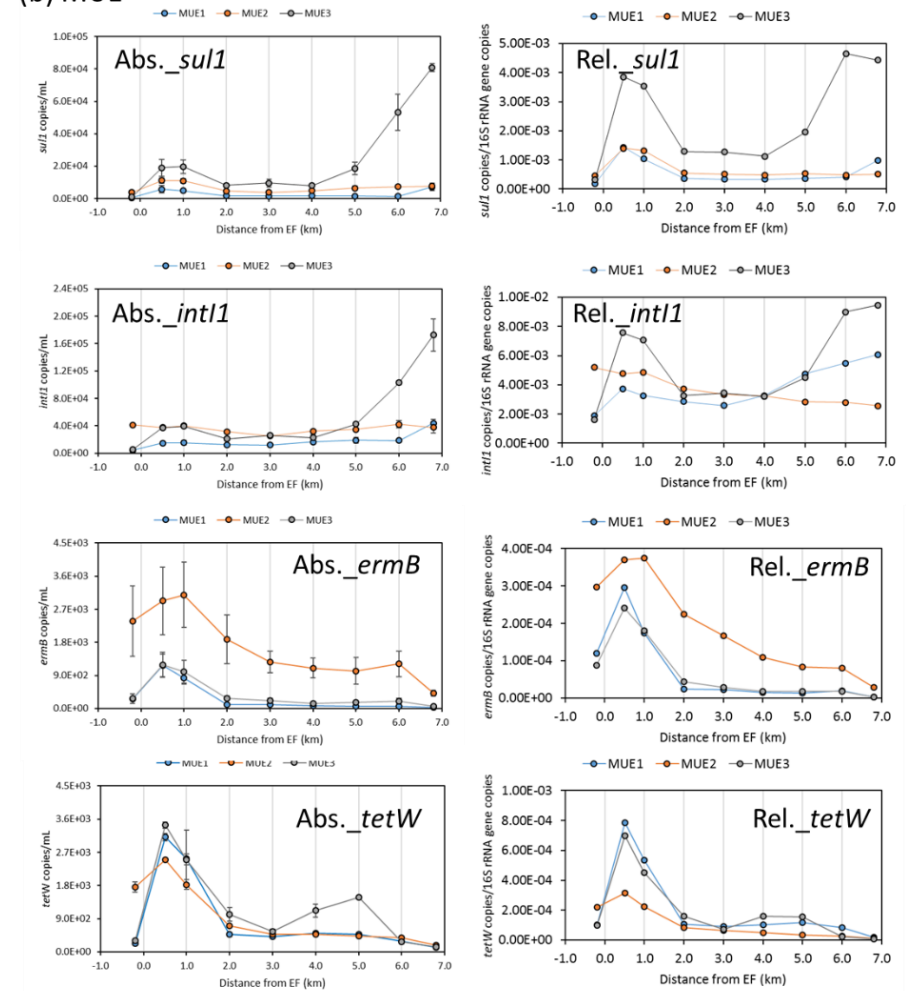 (b) MUE
MUE1 MUE2 MUE3
Abs._sul1
1.0E+05
8.0E+04
6.0E+04
4.0E+04
2.0E+04
0.0E+00
sul1 copies/mL
-1.0 0.0 1.0 2.0 3.0 4.0 5.0 6.0 7.0
Distance from EF (km)
MUE1 MUE2 MUE3
Rel._sul1
5.00E-03
4.00E-03
3.00E-03
2.00E-03
1.00E-03
0.00E+00
sul1 copies/16S rRNA gene copies
-1.0 0.0 1.0 2.0 3.0 4.0 5.0 6.0 7.0
Distance from EF (km)
MUE1 MUE2 MUE3
Abs._intI1
2.4E+05
2.0E+05
1.6E+05
1.2E+05
8.0E+04
4.0E+04
0.0E+00
intI1 copies/mL
-1.0 0.0 1.0 2.0 3.0 4.0 5.0 6.0 7.0
Distance from EF (km)
MUE1 MUE2 MUE3
Rel._intI1
1.00E-02
8.00E-03
6.00E-03
4.00E-03
2.00E-03
0.00E+00
intI1 copies/16S rRNA gene copies
-1.0 0.0 1.0 2.0 3.0 4.0 5.0 6.0 7.0
Distance from EF (km)
MUE1 MUE2 MUE3
Abs._ermB
4.5E+03
3.6E+03
2.7E+03
1.8E+03
9.0E+02
0.0E+00
ermB copies/mL
-1.0 0.0 1.0 2.0 3.0 4.0 5.0 6.0 7.0
Distance from EF (km)
MUE1 MUE2 MUE3
Rel._ermB
4.00E-04
3.00E-04
2.00E-04
1.00E-04
0.00E+00
ermB copies/16S rRNA gene copies
-1.0 0.0 1.0 2.0 3.0 4.0 5.0 6.0 7.0
Distance from EF (km)
MUE1 MUE2 MUE3
Abs._tetW
4.5E+03
3.6E+03
2.7E+03
1.8E+03
9.0E+02
0.0E+00
tetW copies/mL
-1.0 0.0 1.0 2.0 3.0 4.0 5.0 6.0 7.0
Distance from EF (km)
MUE1 MUE2 MUE3
Rel._tetW
1.00E-03
8.00E-04
6.00E-04
4.00E-04
2.00E-04
0.00E+00
tetW copies/16S rRNA gene copies
-1.0 0.0 1.0 2.0 3.0 4.0 5.0 6.0 7.0
Distance from EF (km)